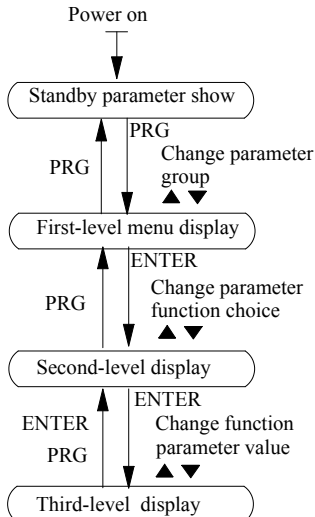 Power on
Standby parameter show
PRG
PRG
Change parameter
group
▲ ▼
First-level menu display
ENTER
PRG
Change parameter
function choice
▲ ▼
Second-level display
ENTER
ENTER
PRG
Change function
parameter value
▲ ▼
Third-level display